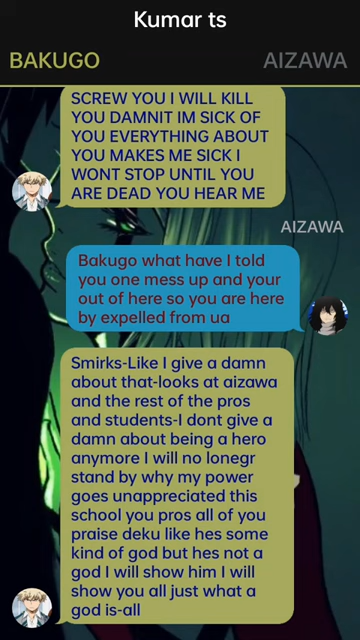 Kumar ts
BAKUGO
AIZAWA
SCREW YOU I WILL KILL
YOU DAMNIT IM SICK OF
YOU EVERYTHING ABOUT
YOU MAKES ME SICK I
WONT STOP UNTIL YOU
ARE DEAD YOU HEAR ME
AIZAWA
Bakugo what have I told
you one mess up and your
out of here so you are here
by expelled from ua
Smirks-Like I give a damn
about that-looks at aizawa
and the rest of the pros
and students-I dont give a
damn about being a hero
anymore I will no lonegr
stand by why my power
goes unappreciated this
school you pros all of you
praise deku like hes some
kind of god but hes not a
god I will show him I will
show you all just what a
god is-all